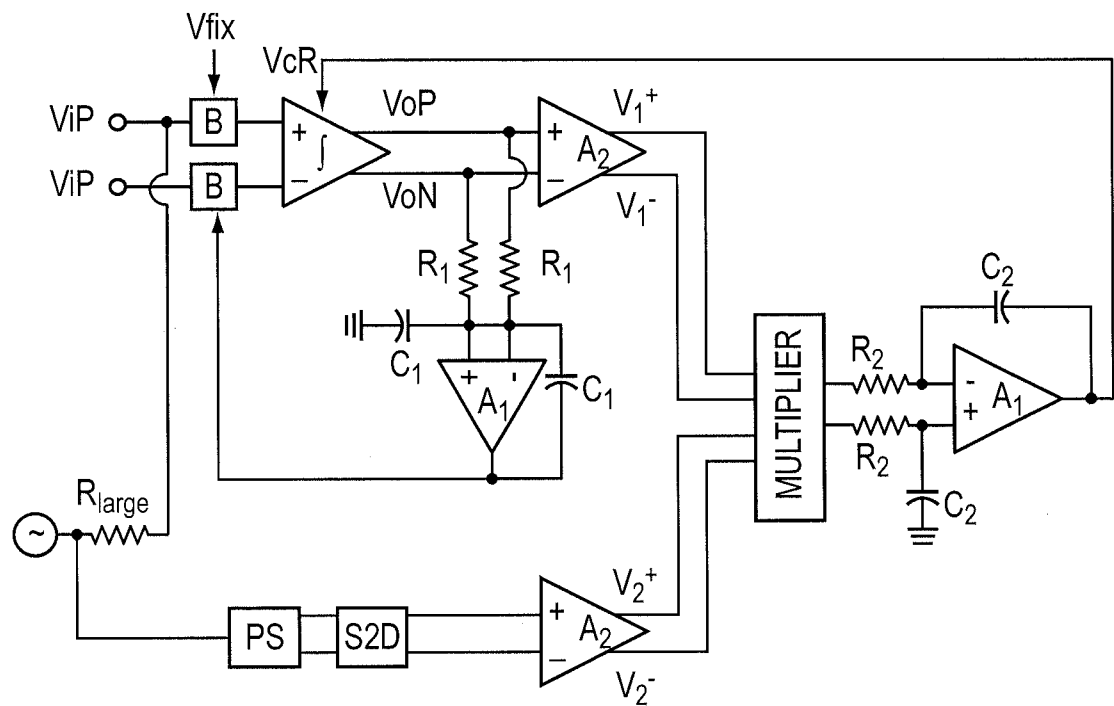 Vfix
VcR
ViP
B
+
∫
−
VoP
VoN
+
−
A2
V1+
V1-
ViP
B
R1
R1
C1
+
-
A1
C1
MULTIPLIER
R2
R2
C2
-
+
A1
C2
Rlarge
~
PS
S2D
+
−
A2
V2+
V2-